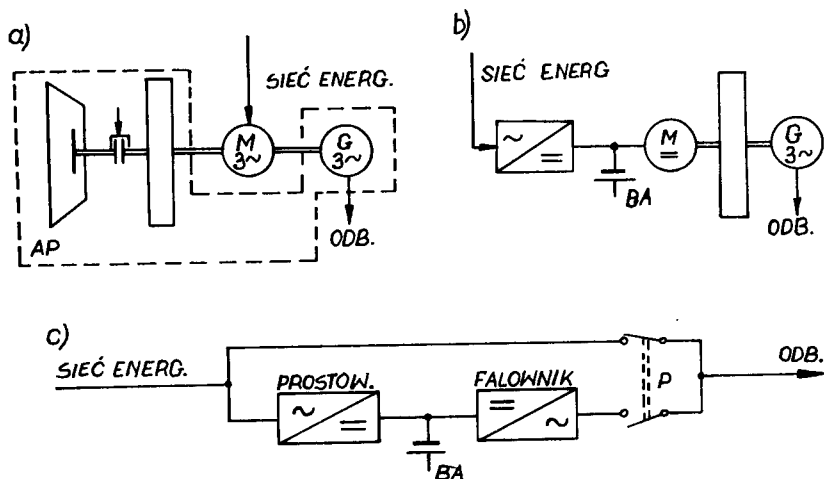 a)
SIEĆ ENERG.
M
3~
G
3~
ODB.
AP
b)
SIEĆ ENERG
~
=
BA
M
=
G
3~
ODB.
c)
SIEĆ ENERG.
PROSTOW.
~
=
BA
FALOWNIK
=
~
P
ODB.